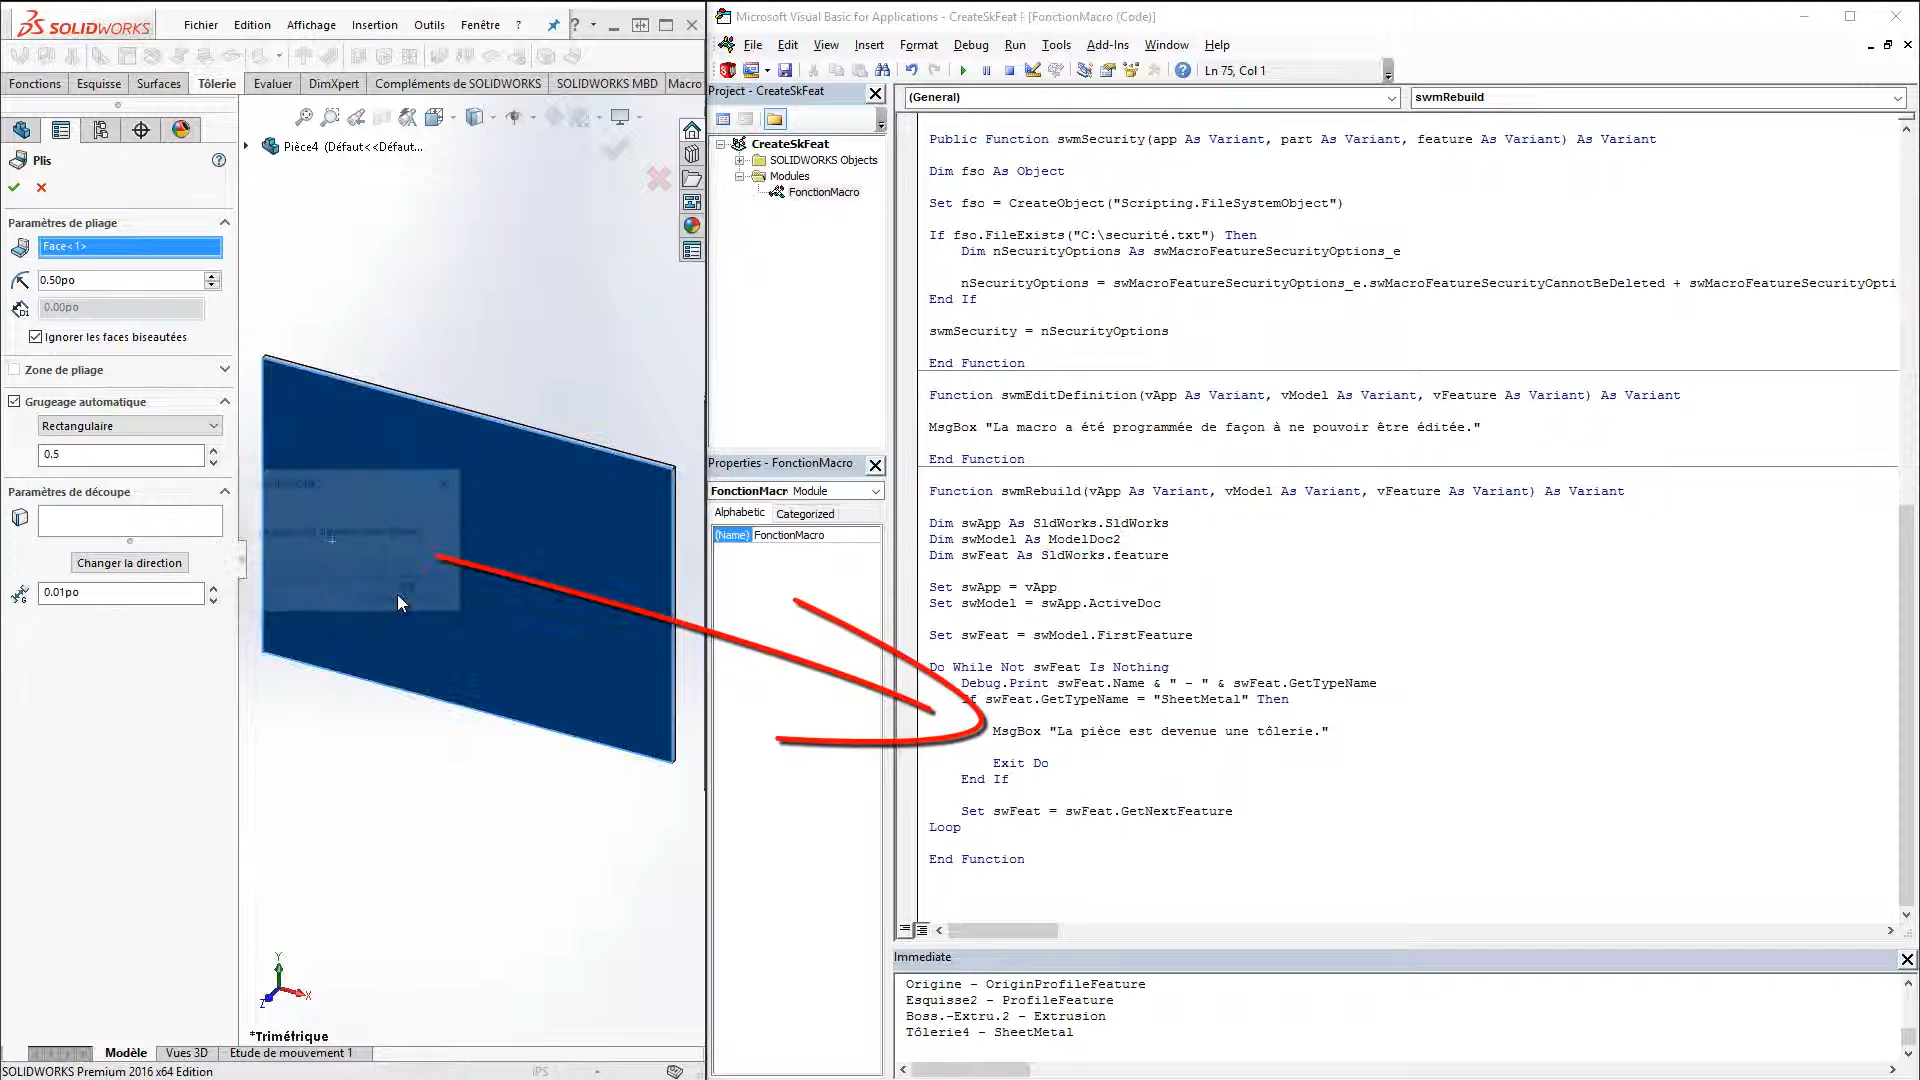 SOLIDWORKS
Fichier Edition Affichage Insertion Outils Fenêtre ?
Fonctions Esquisse Surfaces Tôlerie Evaluer DimXpert Compléments de SOLIDWORKS SOLIDWORKS MBD Macro
Plis
Paramètres de pliage
Face<1>
0.50po
0.00po
Ignorer les faces biseautées
Zone de pliage
Grugeage automatique
Rectangulaire
0.5
Paramètres de découpe
Changer la direction
0.01po
Pièce4 (Défaut<<Défaut...
Y
X
Z
*Trimétrique
Modèle Vues 3D Etude de mouvement 1
SOLIDWORKS Premium 2016 x64 Edition
IPS
Microsoft Visual Basic for Applications - CreateSkFeat - [FonctionMacro (Code)]
File Edit View Insert Format Debug Run Tools Add-Ins Window Help
Ln 75, Col 1
Project - CreateSkFeat
CreateSkFeat
SOLIDWORKS Objects
Modules
FonctionMacro
Properties - FonctionMacro
FonctionMacr Module
Alphabetic Categorized
(Name) FonctionMacro
(General) swmRebuild
Public Function swmSecurity(app As Variant, part As Variant, feature As Variant) As Variant
Dim fso As Object
Set fso = CreateObject("Scripting.FileSystemObject")
If fso.FileExists("C:\securité.txt") Then
Dim nSecurityOptions As swMacroFeatureSecurityOptions_e
nSecurityOptions = swMacroFeatureSecurityOptions_e.swMacroFeatureSecurityCannotBeDeleted + swMacroFeatureSecurityOpti
End If
swmSecurity = nSecurityOptions
End Function
Function swmEditDefinition(vApp As Variant, vModel As Variant, vFeature As Variant) As Variant
MsgBox "La macro a été programmée de façon à ne pouvoir être éditée."
End Function
Function swmRebuild(vApp As Variant, vModel As Variant, vFeature As Variant) As Variant
Dim swApp As SldWorks.SldWorks
Dim swModel As ModelDoc2
Dim swFeat As SldWorks.feature
Set swApp = vApp
Set swModel = swApp.ActiveDoc
Set swFeat = swModel.FirstFeature
Do While Not swFeat Is Nothing
Debug.Print swFeat.Name & " - " & swFeat.GetTypeName
If swFeat.GetTypeName = "SheetMetal" Then
MsgBox "La pièce est devenue une tôlerie."
Exit Do
End If
Set swFeat = swFeat.GetNextFeature
Loop
End Function
Immediate
Origine - OriginProfileFeature
Esquisse2 - ProfileFeature
Boss.-Extru.2 - Extrusion
Tôlerie4 - SheetMetal